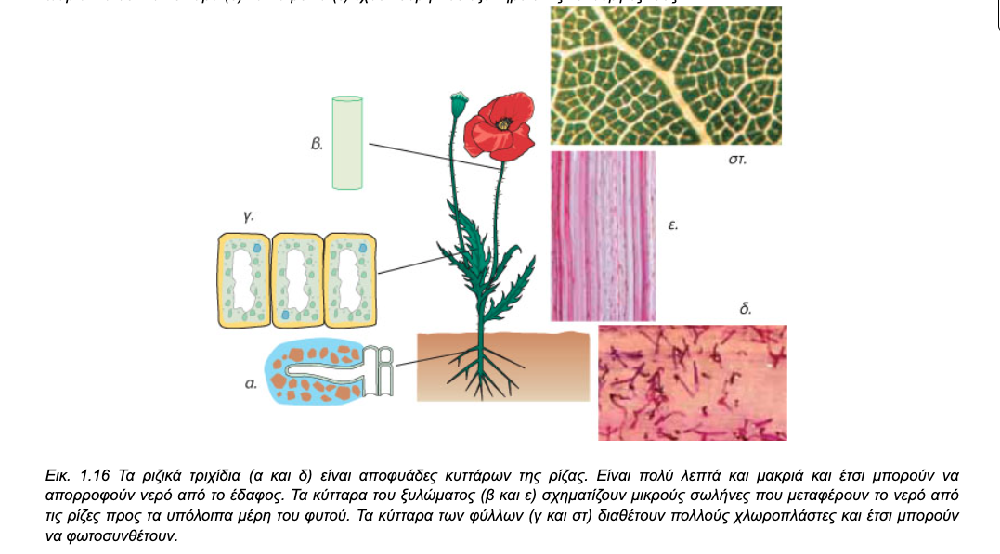 στ.
β.
γ.
ε.
δ.
α.
Εικ. 1.16 Τα ριζικά τριχίδια (α και δ) είναι αποφυάδες κυττάρων της ρίζας. Είναι πολύ λεπτά και μακριά και έτσι μπορούν να
απορροφούν νερό από το έδαφος. Τα κύτταρα του ξυλώματος (β και ε) σχηματίζουν μικρούς σωλήνες που μεταφέρουν το νερό από
τις ρίζες προς τα υπόλοιπα μέρη του φυτού. Τα κύτταρα των φύλλων (γ και στ) διαθέτουν πολλούς χλωροπλάστες και έτσι μπορούν
να φωτοσυνθέτουν.